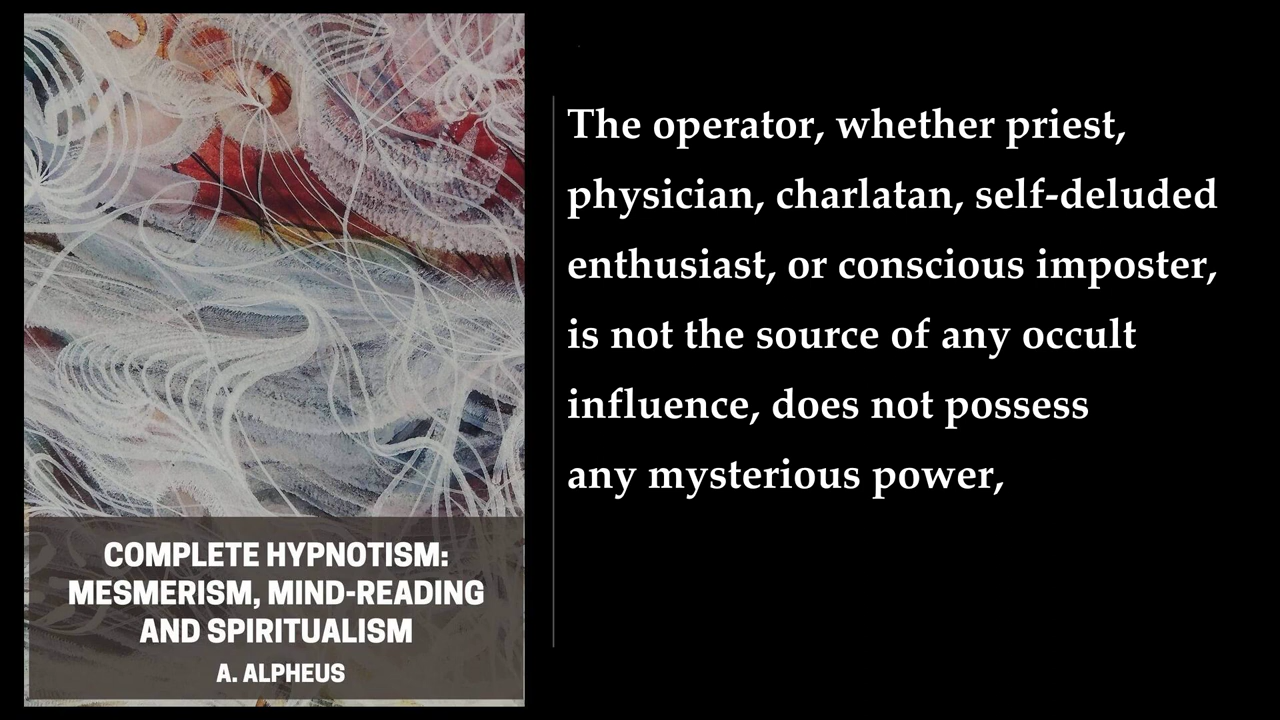 The operator, whether priest,
physician, charlatan, self-deluded
enthusiast, or conscious imposter,
is not the source of any occult
influence, does not possess
any mysterious power,
COMPLETE HYPNOTISM:
MESMERISM, MIND-READING
AND SPIRITUALISM
A. ALPHEUS